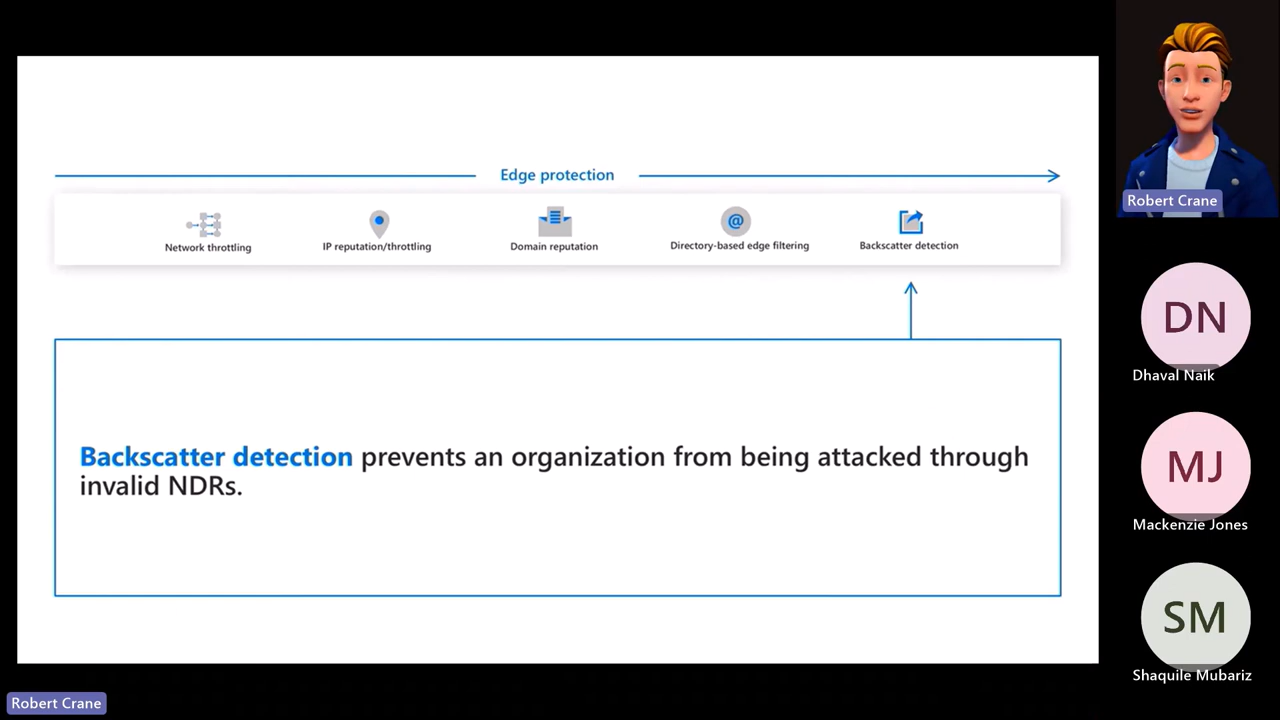 Edge protection
Network throttling
IP reputation/throttling
Domain reputation
@
Directory-based edge filtering
Backscatter detection
Backscatter detection prevents an organization from being attacked through
invalid NDRs.
Robert Crane
DN
Dhaval Naik
MJ
Mackenzie Jones
SM
Shaquile Mubariz
Robert Crane